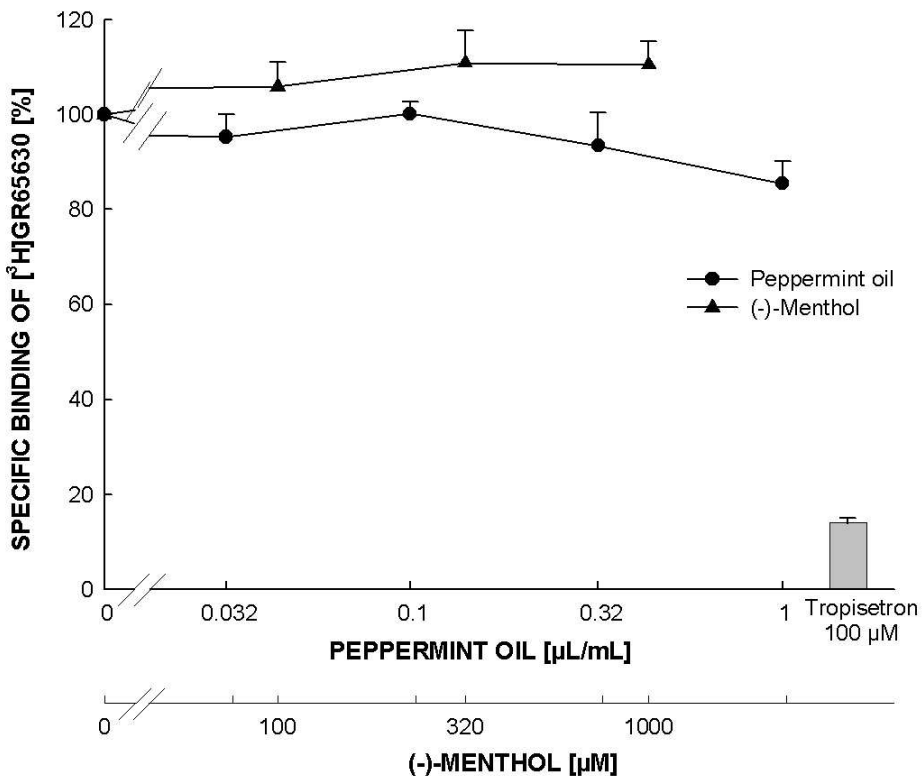 120
100
80
60
40
20
0
SPECIFIC BINDING OF [³H]GR65630 [%]
Peppermint oil
(-)-Menthol
0 0.032 0.1 0.32 1
Tropisetron
100 µM
PEPPERMINT OIL [µL/mL]
0 100 320 1000
(-)-MENTHOL [µM]